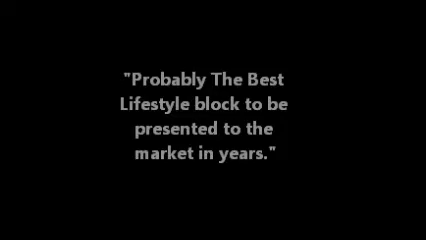 "Probably The Best
Lifestyle block to be
presented to the
market in years."